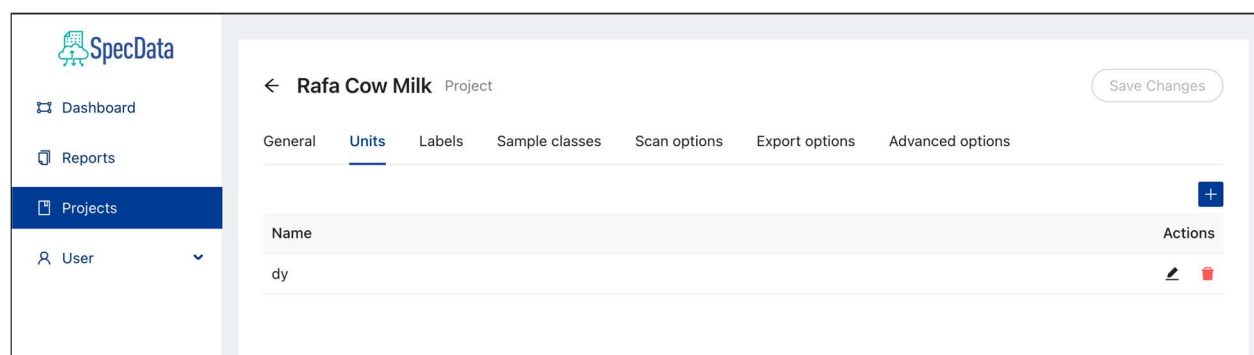 SpecData
Dashboard
Reports
Projects
User
Rafa Cow Milk Project
Save Changes
General Units Labels Sample classes Scan options Export options Advanced options
+
Name Actions
dy